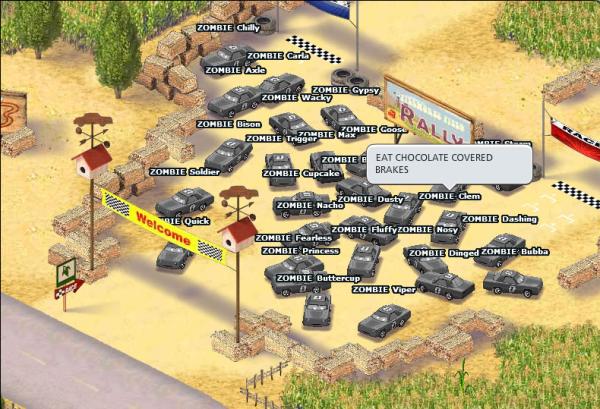 ZOMBIE Chilly
ZOMBIE Carla
ZOMBIE Axle
ZOMBIE Gypsy
ZOMBIE Wacky
ZOMBIE Bison
ZOMBIE Max
ZOMBIE Goose
ZOMBIE Trigger
RALLY
EAT CHOCOLATE COVERED
BRAKES
ZOMBIE Soldier
ZOMBIE Cupcake
ZOMBIE Dusty
ZOMBIE Clem
ZOMBIE Nacho
ZOMBIE Quick
ZOMBIE Dashing
Welcome
ZOMBIE Fearless
ZOMBIE Fluffy
ZOMBIE Nosy
ZOMBIE Princess
ZOMBIE Dinged
ZOMBIE Bubba
ZOMBIE Buttercup
ZOMBIE Viper